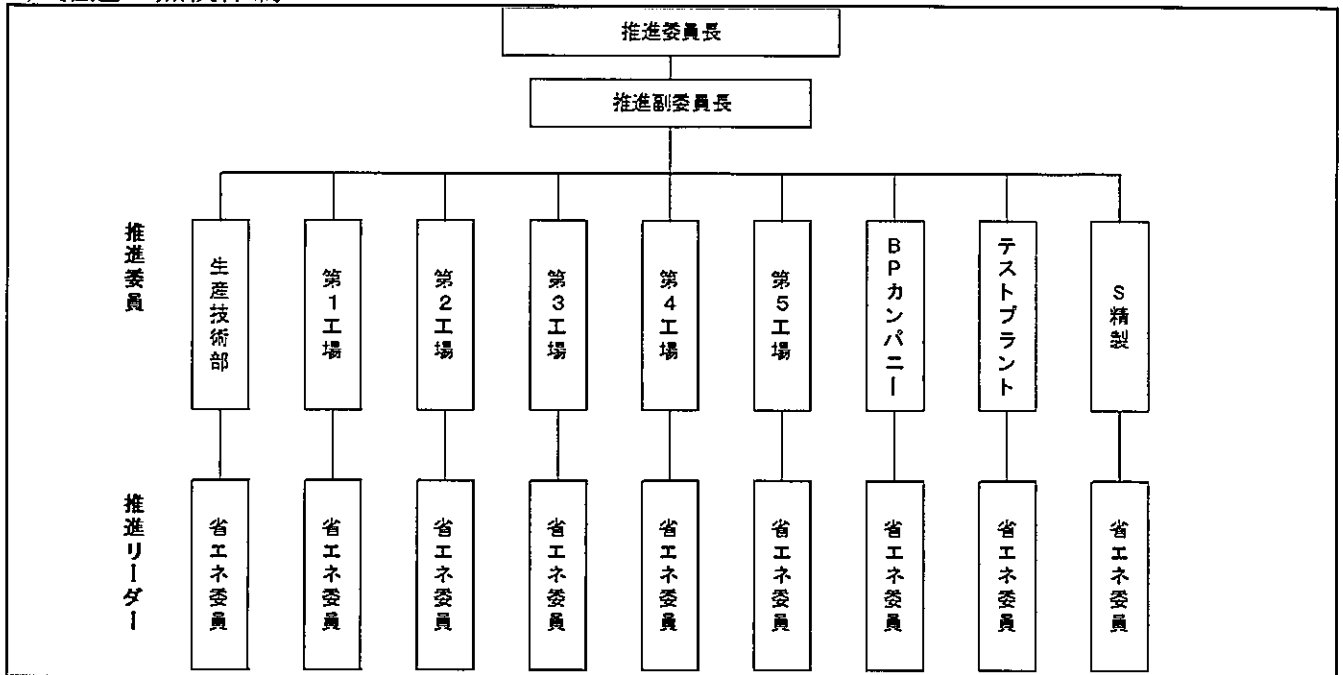 推進委員長
推進副委員長
推進委員
生産技術部
第1工場
第2工場
第3工場
第4工場
第5工場
BPカンパニー
テストプラント
S精製
推進リーダー
省エネ委員
省エネ委員
省エネ委員
省エネ委員
省エネ委員
省エネ委員
省エネ委員
省エネ委員
省エネ委員